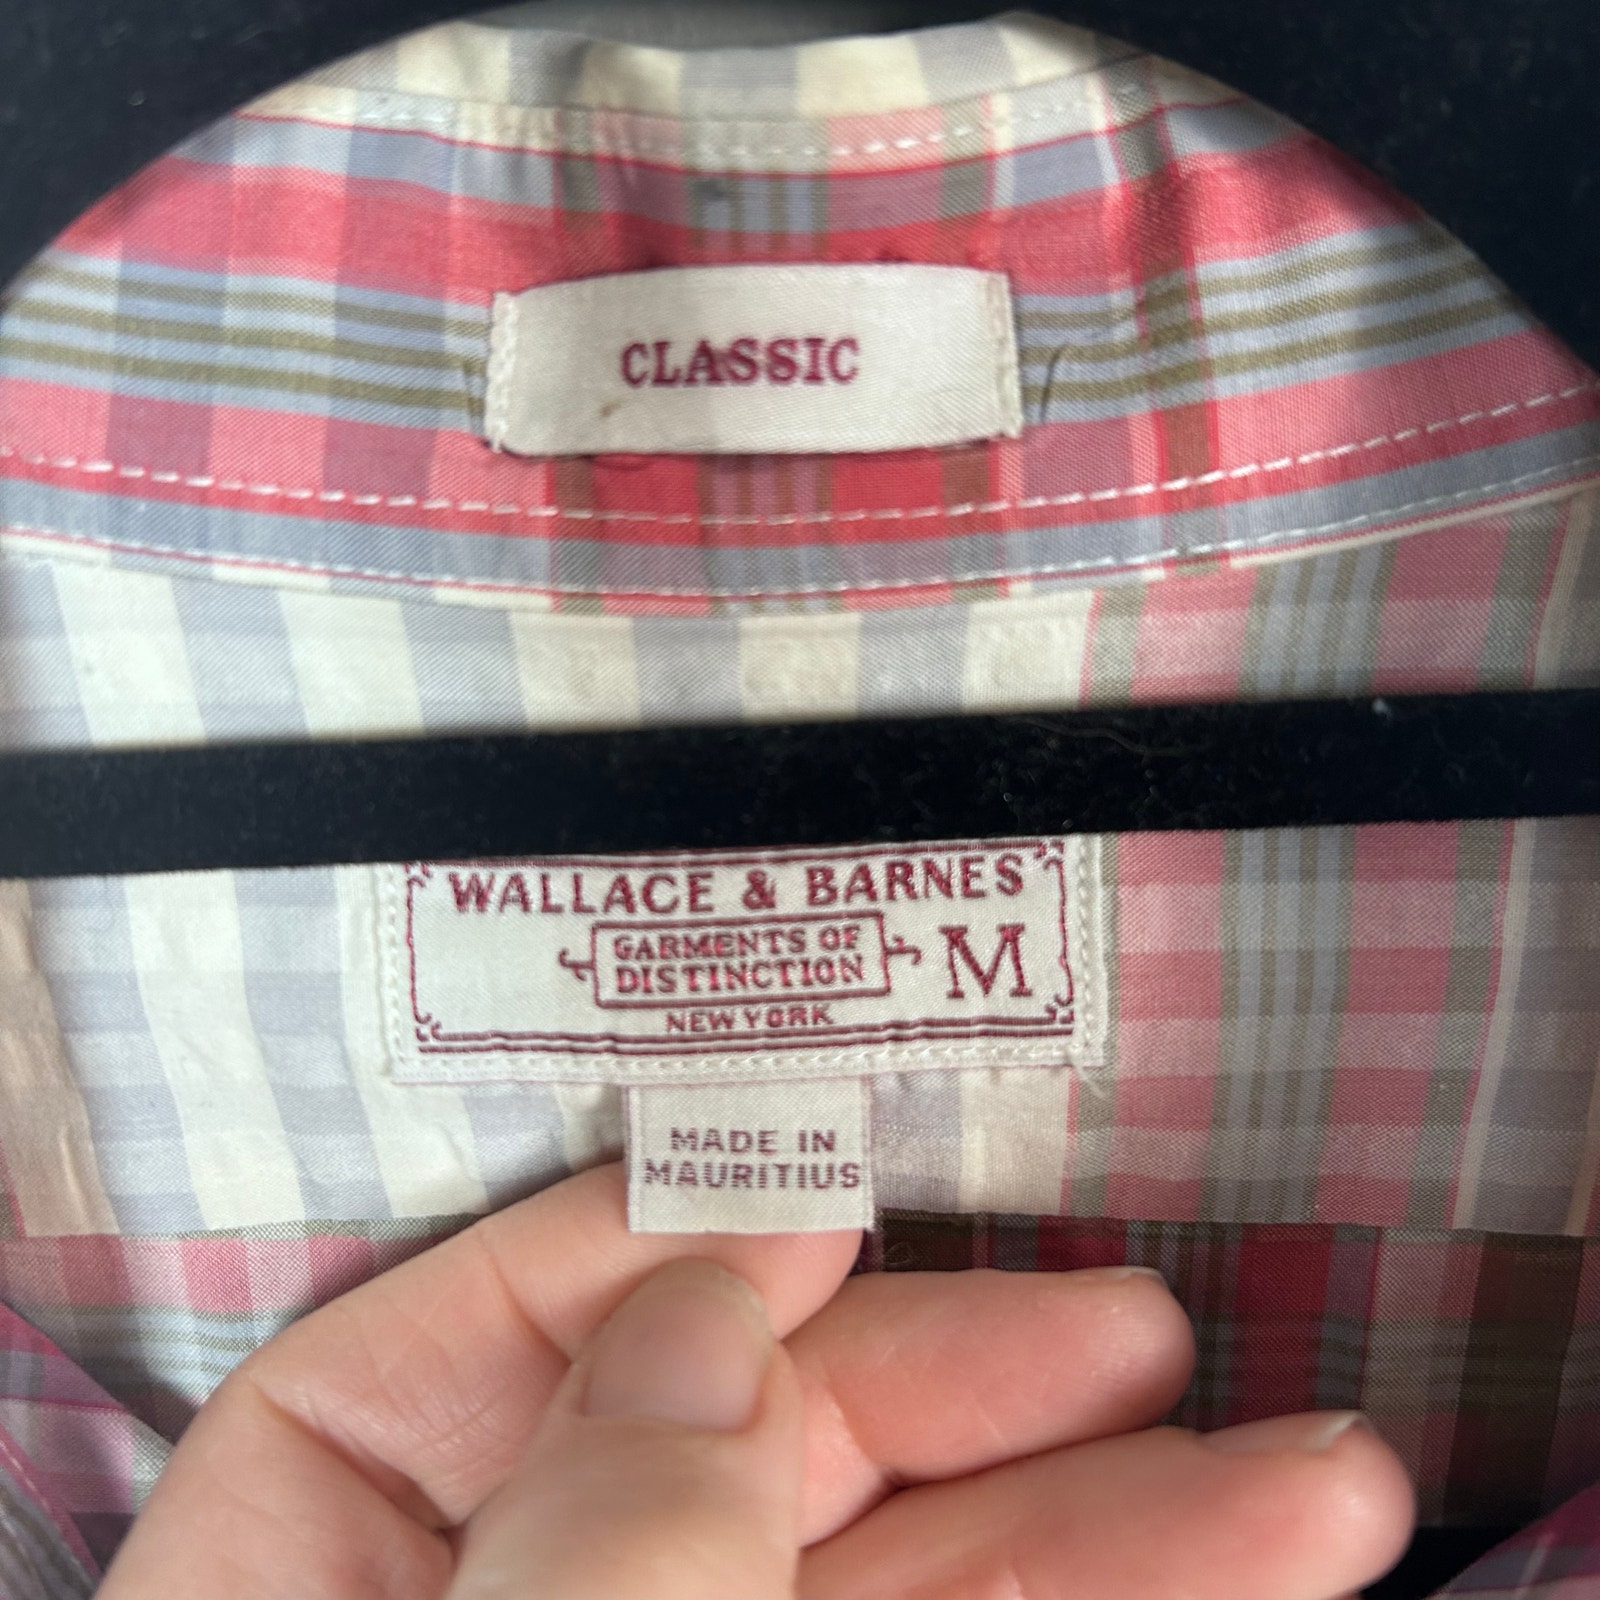 CLASSIC
WALLACE & BARNES
GARMENTS OF
DISTINCTION
M
NEW YORK
MADE IN
MAURITIUS